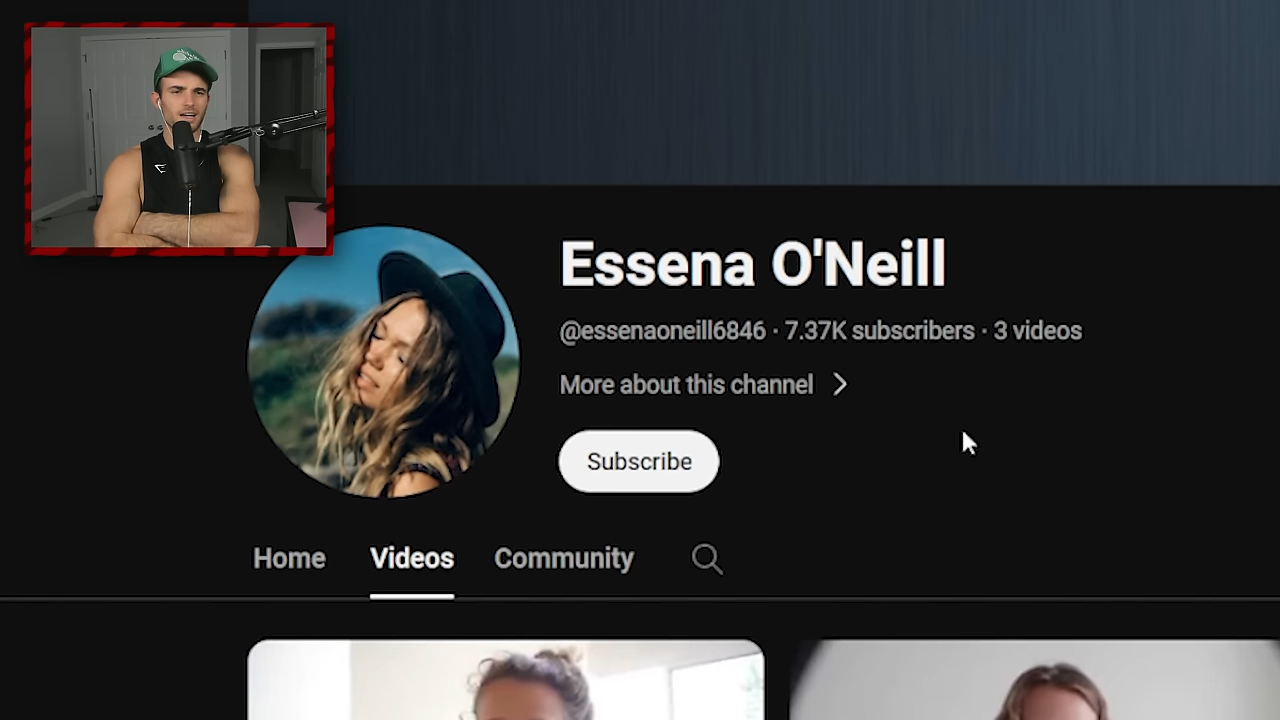 Essena O'Neill
@essenaoneill6846 · 7.37K subscribers · 3 videos
More about this channel
Subscribe
Home Videos Community